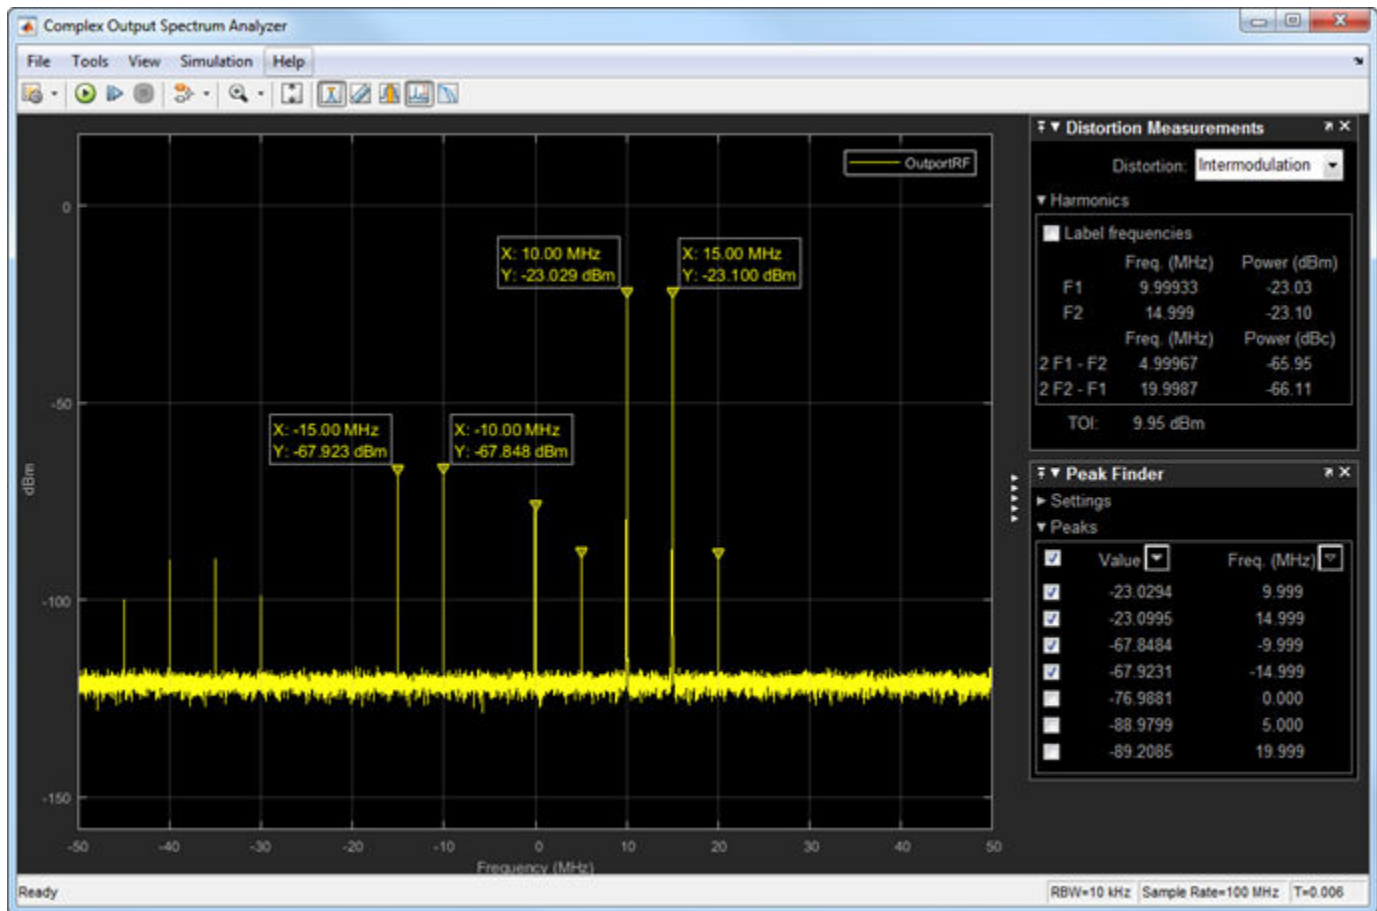 Complex Output Spectrum Analyzer
File Tools View Simulation Help
OutportRF
0
-50
-100
-150
dBm
X: 10.00 MHz
Y: -23.029 dBm
X: 15.00 MHz
Y: -23.100 dBm
X: -15.00 MHz
Y: -67.923 dBm
X: -10.00 MHz
Y: -67.848 dBm
-50 -40 -30 -20 -10 0 10 20 30 40 50
Frequency (MHz)
Distortion Measurements
Distortion: Intermodulation
Harmonics
Label frequencies
Freq. (MHz) Power (dBm)
F1 9.99933 -23.03
F2 14.999 -23.10
Freq. (MHz) Power (dBc)
2 F1 - F2 4.99967 -65.95
2 F2 - F1 19.9987 -66.11
TOI: 9.95 dBm
Peak Finder
Settings
Peaks
Value Freq. (MHz)
-23.0294 9.999
-23.0995 14.999
-67.8484 -9.999
-67.9231 -14.999
-76.9881 0.000
-88.9799 5.000
-89.2085 19.999
Ready
RBW=10 kHz Sample Rate=100 MHz T=0.006